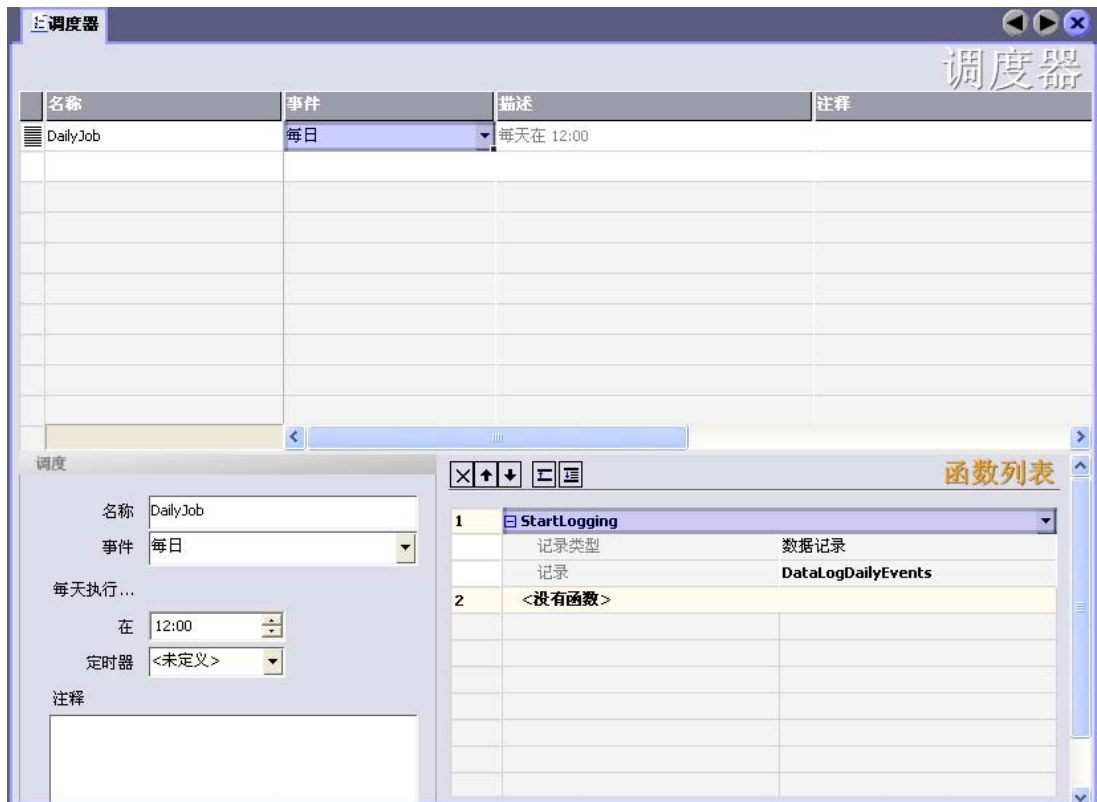 调度器
调度器
名称 事件 描述 注释
DailyJob 每日 每天在 12:00
调度
名称 DailyJob
事件 每日
每天执行...
在 12:00
定时器 <未定义>
注释
函数列表
1 StartLogging
记录类型 数据记录
记录 DataLogDailyEvents
2 <没有函数>